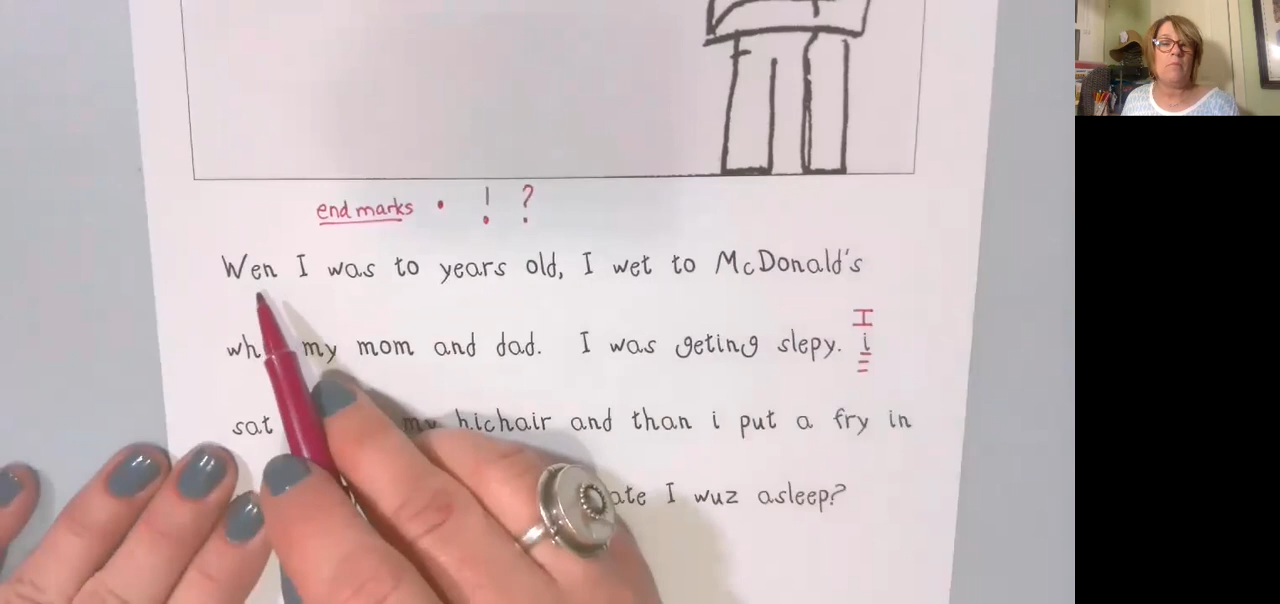 end marks . ! ?
Wen I was to years old, I wet to McDonald's
I
wh my mom and dad. I was geting slepy. i
sat my hichair and than i put a fry in
ate I wuz asleep?